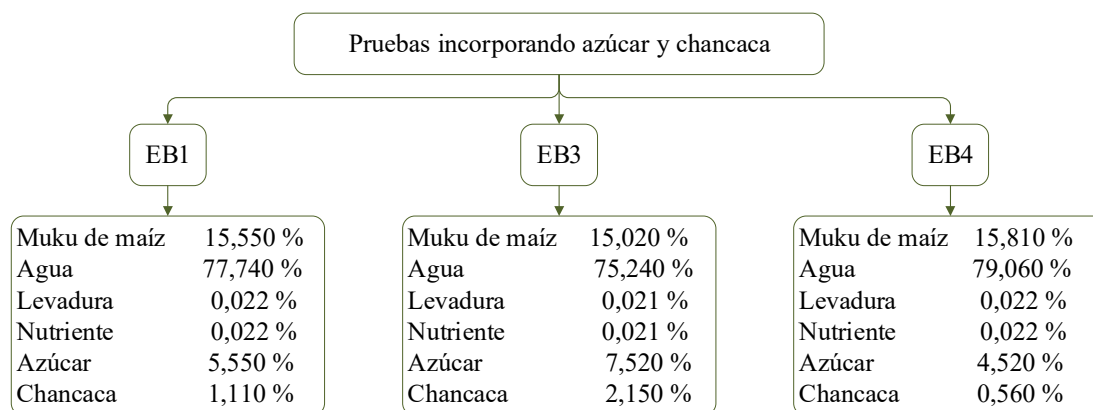 Pruebas incorporando azúcar y chancaca
EB1
EB3
EB4
Muku de maíz 15,550 %
Agua 77,740 %
Levadura 0,022 %
Nutriente 0,022 %
Azúcar 5,550 %
Chancaca 1,110 %
Muku de maíz 15,020 %
Agua 75,240 %
Levadura 0,021 %
Nutriente 0,021 %
Azúcar 7,520 %
Chancaca 2,150 %
Muku de maíz 15,810 %
Agua 79,060 %
Levadura 0,022 %
Nutriente 0,022 %
Azúcar 4,520 %
Chancaca 0,560 %